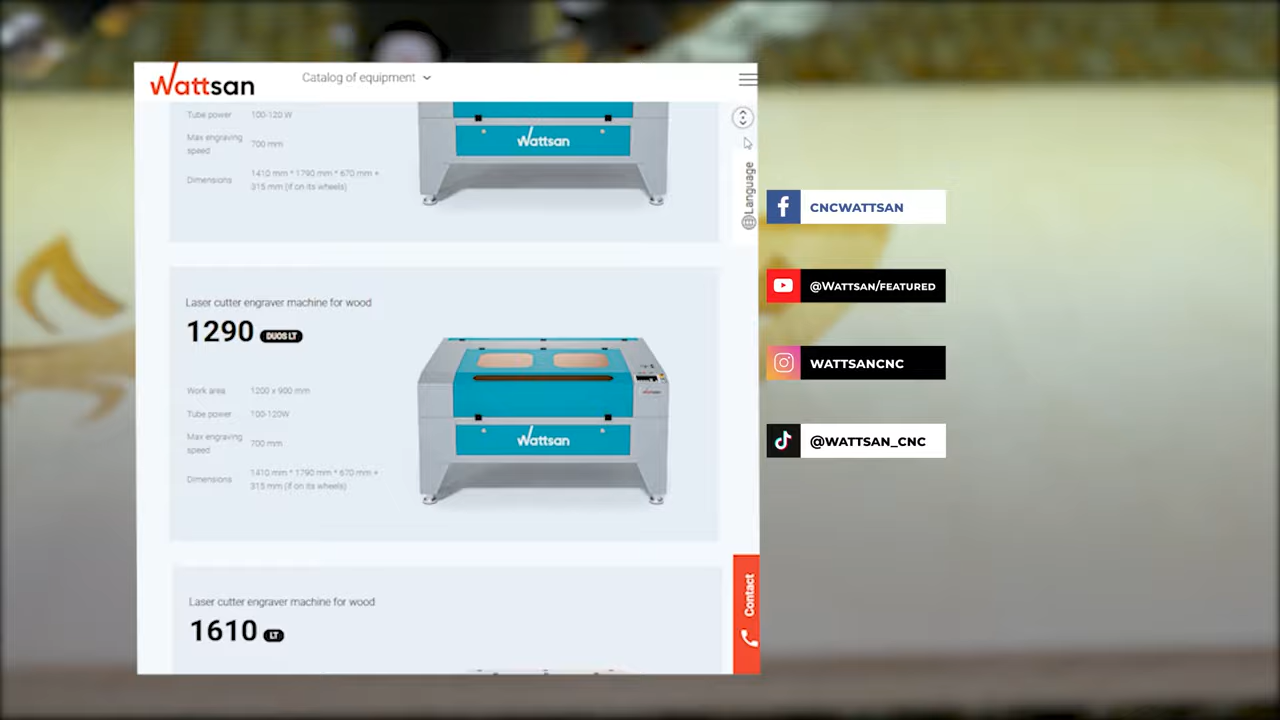 Wattsan
Catalog of equipment
Tube power 100-120 W
Max engraving
speed
700 mm
Dimensions
1410 mm * 1790 mm * 670 mm +
315 mm (if on its wheels)
Wattsan
Language
Laser cutter engraver machine for wood
1290 DUOS LT
Work area 1200 x 900 mm
Tube power 100-120W
Max engraving
speed
700 mm
Dimensions
1410 mm * 1790 mm * 670 mm +
315 mm (if on its wheels)
Wattsan
Laser cutter engraver machine for wood
1610 LT
Contact
CNCWATTSAN
@WATTSAN/FEATURED
WATTSANCNC
@WATTSAN_CNC